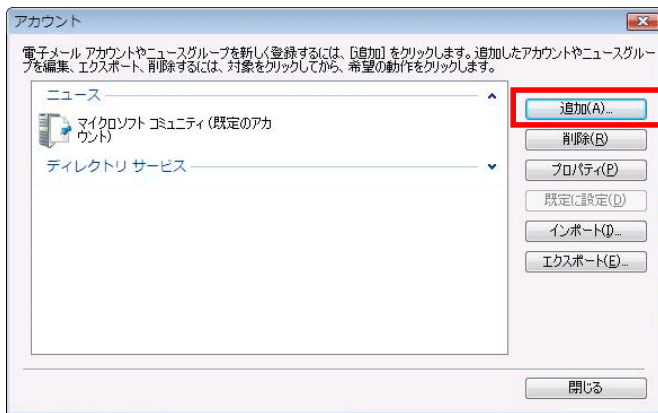 アカウント
電子メール アカウントやニュースグループを新しく登録するには、[追加] をクリックします。追加したアカウントやニュースグルー
プを編集、エクスポート、削除するには、対象をクリックしてから、希望の動作をクリックします。
ニュース
マイクロソフト コミュニティ (既定のアカ
ウント)
ディレクトリ サービス
追加(A)...
削除(R)
プロパティ(P)
既定に設定(D)
インポート(I)...
エクスポート(E)...
閉じる